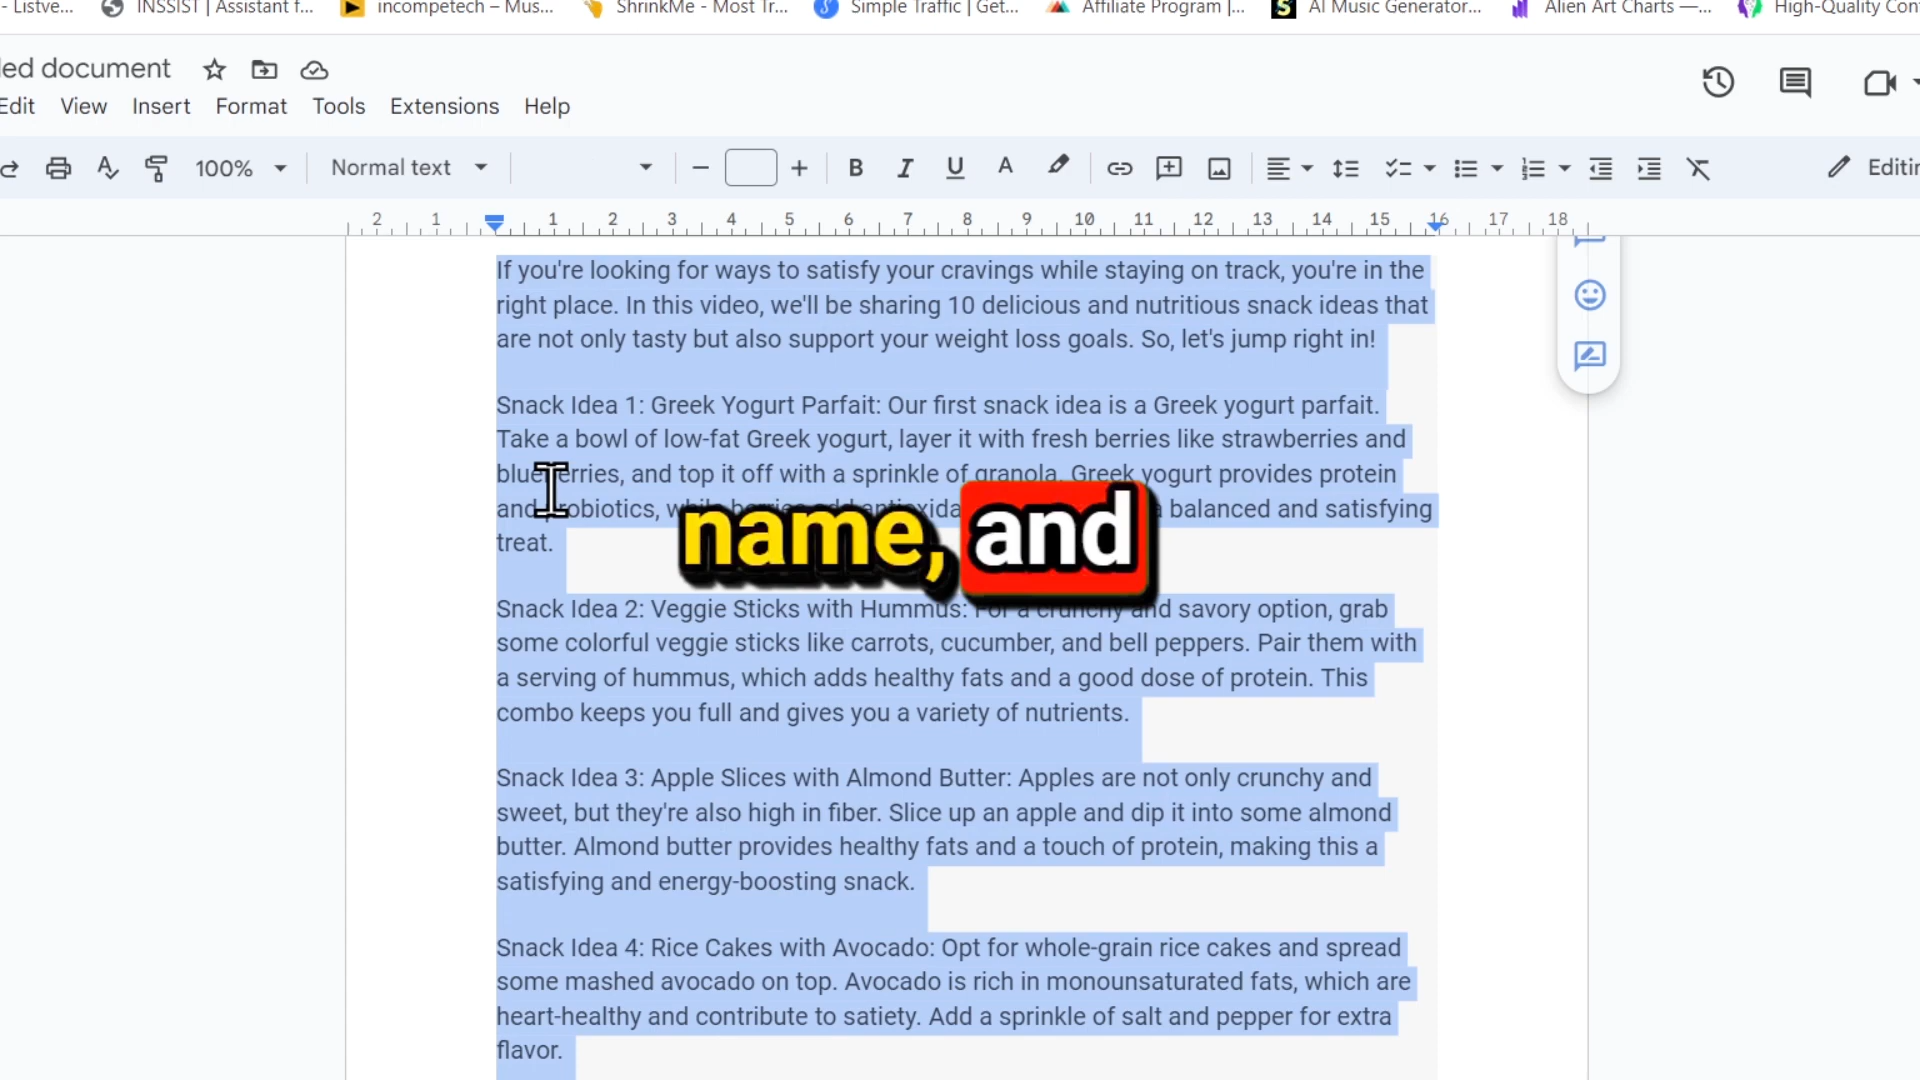 - Listve...
INSSIST | Assistant f...
incompetech – Mus...
ShrinkMe - Most Tr...
Simple Traffic | Get...
Affiliate Program |...
AI Music Generator...
Alien Art Charts —...
High-Quality Con
led document
Edit View Insert Format Tools Extensions Help
100% Normal text B I U A Editin
2 1 1 2 3 4 5 6 7 8 9 10 11 12 13 14 15 16 17 18
If you're looking for ways to satisfy your cravings while staying on track, you're in the
right place. In this video, we'll be sharing 10 delicious and nutritious snack ideas that
are not only tasty but also support your weight loss goals. So, let's jump right in!
Snack Idea 1: Greek Yogurt Parfait: Our first snack idea is a Greek yogurt parfait.
Take a bowl of low-fat Greek yogurt, layer it with fresh berries like strawberries and
blueberries, and top it off with a sprinkle of granola. Greek yogurt provides protein
and probiotics, while berries add antioxida balanced and satisfying
treat.
name, and
Snack Idea 2: Veggie Sticks with Hummus: For a crunchy and savory option, grab
some colorful veggie sticks like carrots, cucumber, and bell peppers. Pair them with
a serving of hummus, which adds healthy fats and a good dose of protein. This
combo keeps you full and gives you a variety of nutrients.
Snack Idea 3: Apple Slices with Almond Butter: Apples are not only crunchy and
sweet, but they're also high in fiber. Slice up an apple and dip it into some almond
butter. Almond butter provides healthy fats and a touch of protein, making this a
satisfying and energy-boosting snack.
Snack Idea 4: Rice Cakes with Avocado: Opt for whole-grain rice cakes and spread
some mashed avocado on top. Avocado is rich in monounsaturated fats, which are
heart-healthy and contribute to satiety. Add a sprinkle of salt and pepper for extra
flavor.